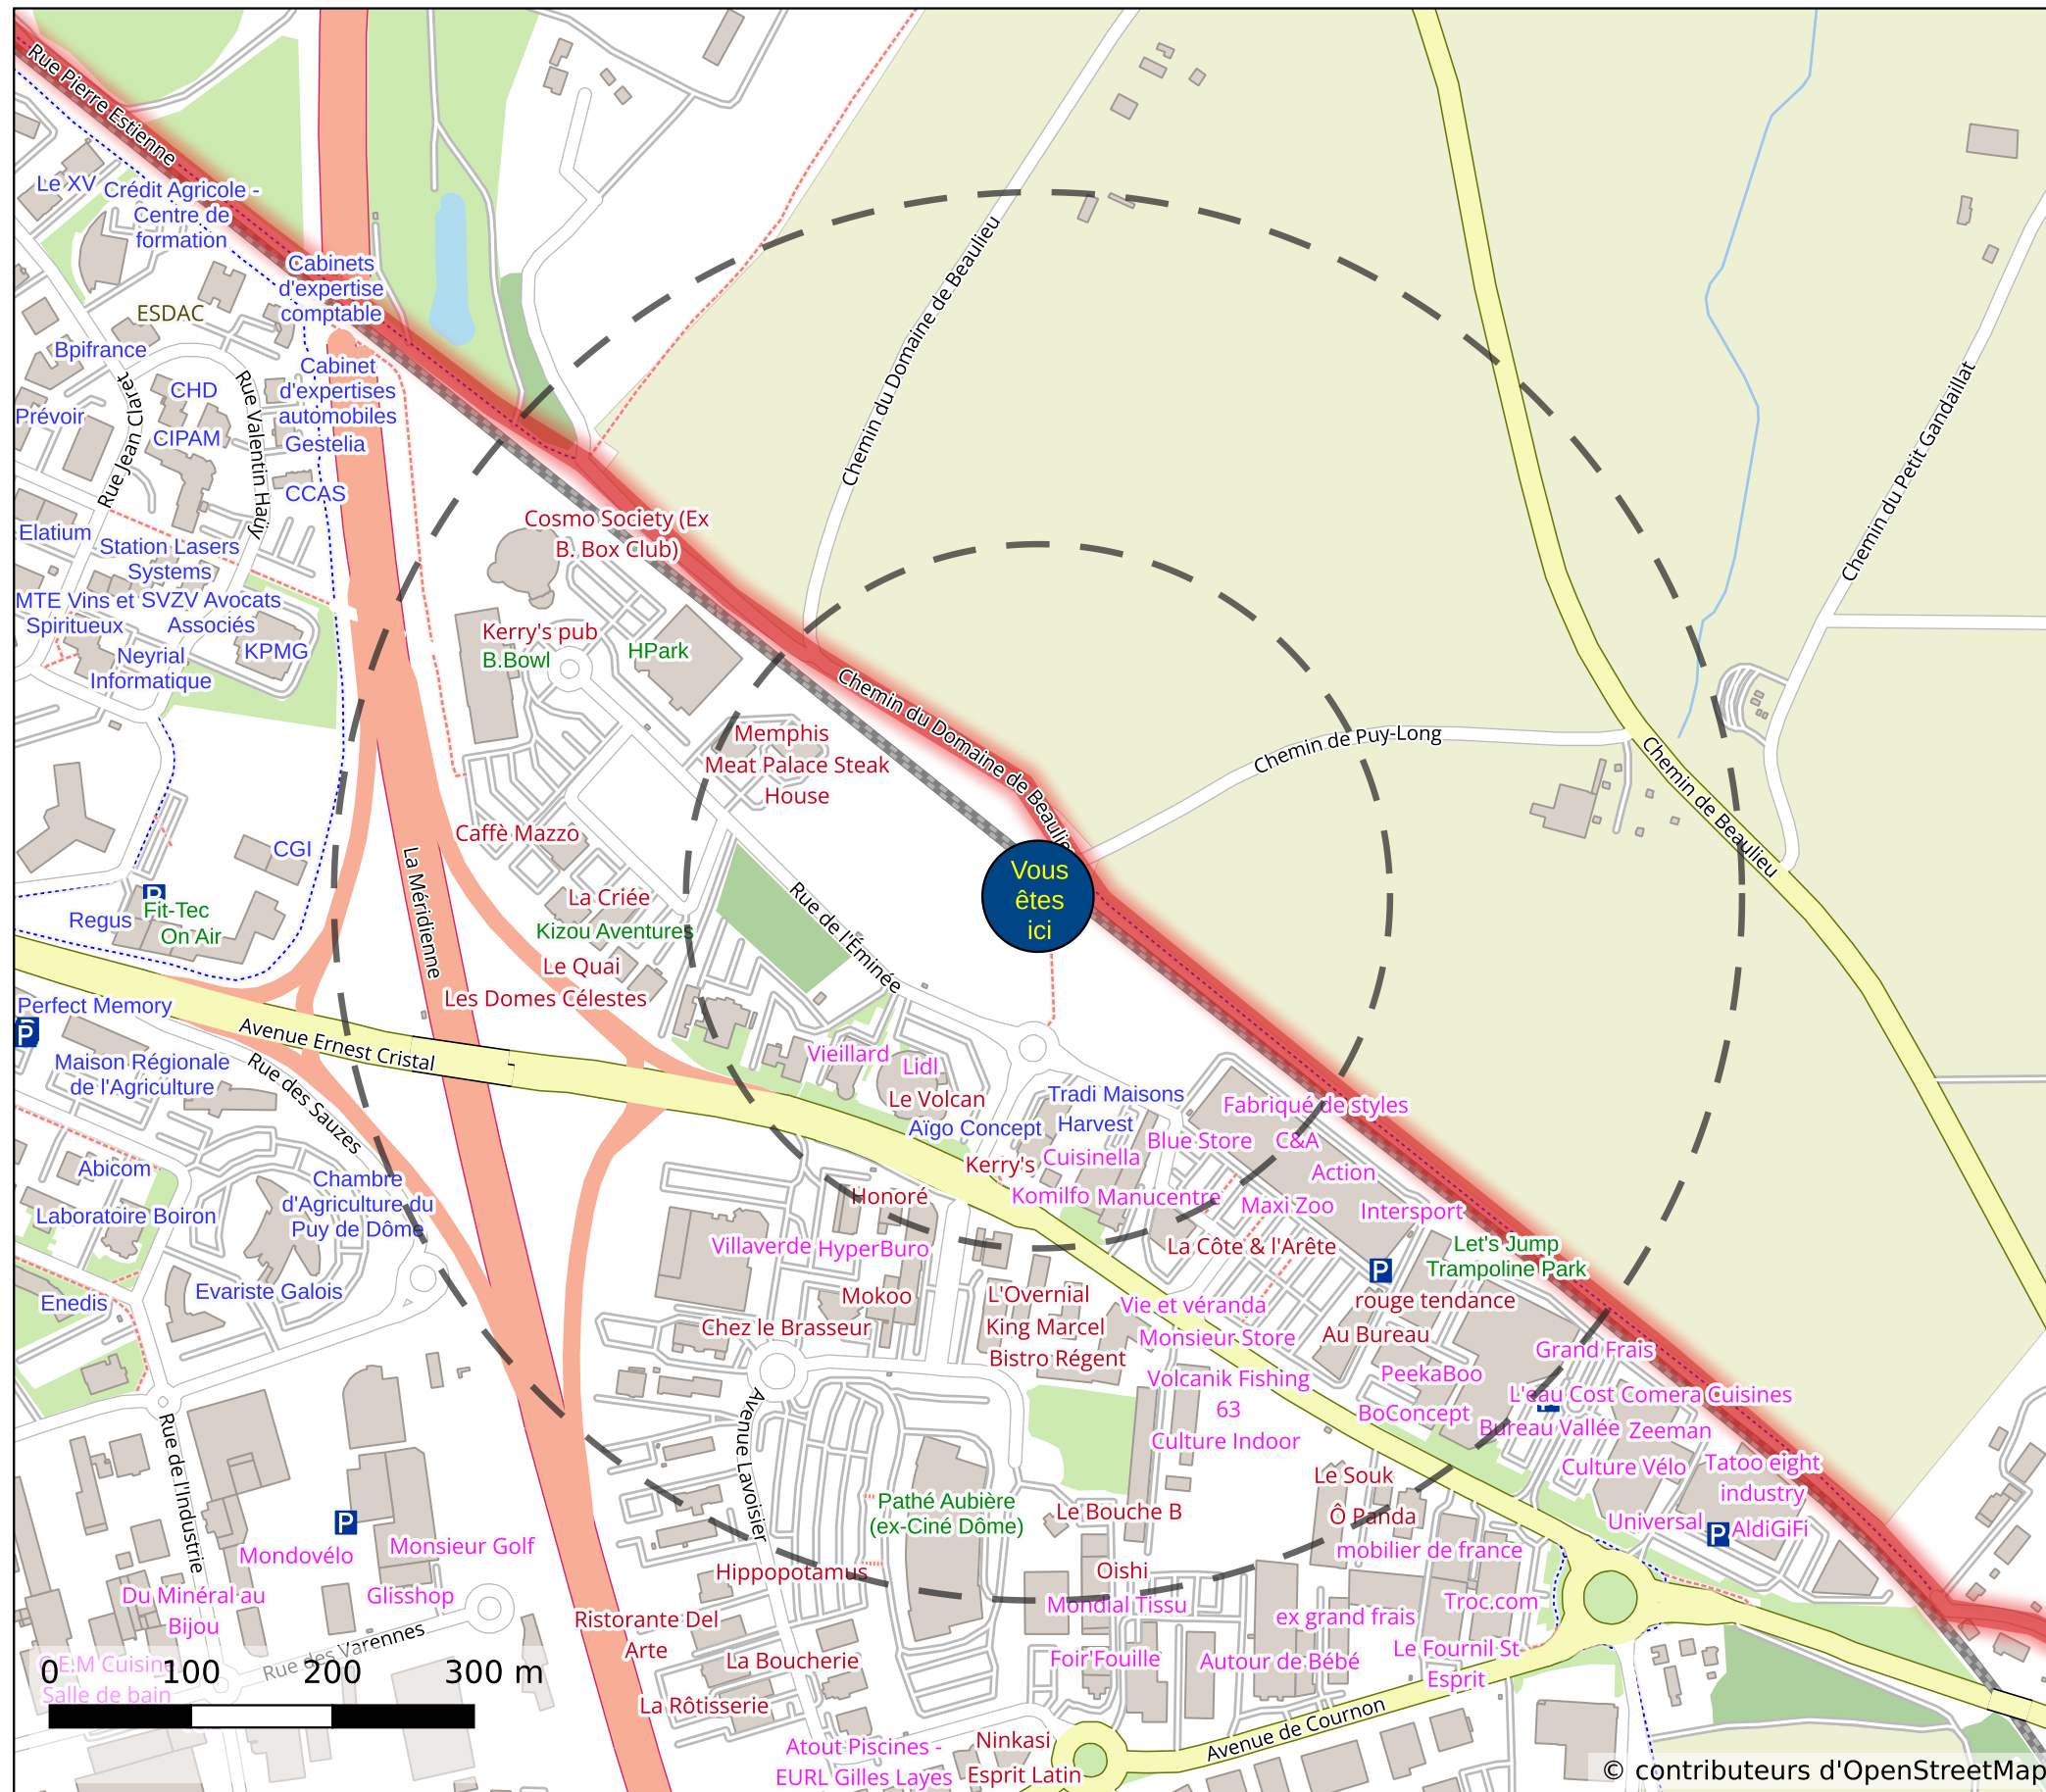 Rue Pierre Estienne
Le XV
Crédit Agricole -
Centre de
formation
Cabinets
d'expertise
comptable
ESDAC
Bpifrance
Cabinet
d'expertises
automobiles
CHD
Prévoir
CIPAM
Gestelia
Rue Jean Claret
Rue Valentin Haüy
CCAS
Elatium
Station Lasers
Systems
MTE Vins et
Spiritueux
SVZV Avocats
Associés
Neyrial
Informatique
KPMG
Chemin du Domaine de Beaulieu
Chemin du Petit Gandaillat
Cosmo Society (Ex
B. Box Club)
Kerry's pub
B.Bowl
HPark
Chemin du Domaine de Beaulie
Memphis
Meat Palace Steak
House
Chemin de Puy-Long
Chemin de Beaulieu
Caffè Mazzo
CGI
La Méridienne
P
Fit-Tec
On Air
Regus
La Criée
Kizou Aventures
Rue de l'Éminée
Vous
êtes
ici
Le Quai
Les Domes Célestes
Perfect Memory
P
Avenue Ernest Cristal
Maison Régionale
de l'Agriculture
Rue des Sauzes
Vieillard
Lidl
Le Volcan
Aïgo Concept
Tradi Maisons
Harvest
Fabriqué de styles
Blue Store
C&A
Cuisinella
Kerry's
Action
Komilfo
Manucentre
Maxi Zoo
Intersport
Abicom
Chambre
d'Agriculture du
Puy de Dôme
Laboratoire Boiron
Honoré
Villaverde
HyperBuro
La Côte & l'Arête
Let's Jump
Trampoline Park
P
Evariste Galois
Enedis
Mokoo
L'Overnial
Vie et véranda
rouge tendance
Chez le Brasseur
King Marcel
Monsieur Store
Au Bureau
Bistro Régent
Grand Frais
Volcanik Fishing
63
PeekaBoo
L'eau Cost
Comera Cuisines
P
BoConcept
Bureau Vallée
Zeeman
Culture Indoor
Avenue Lavoisier
Rue de l'Industrie
Le Souk
Culture Vélo
Tatoo eight
industry
Pathé Aubière
(ex-Ciné Dôme)
Le Bouche B
Ô Panda
Universal
P
AldiGiFi
P
Mondovélo
Monsieur Golf
mobilier de france
Hippopotamus
Oishi
Du Minéral au
Bijou
Glisshop
Mondial Tissu
Troc.com
Ristorante Del
Arte
ex grand frais
Rue des Varennes
La Boucherie
Foir'Fouille
Autour de Bébé
Le Fournil St
Esprit
C.E.M Cuisine
Salle de bain
0 100 200 300 m
La Rôtisserie
Avenue de Cournon
Atout Piscines -
EURL Gilles Layes
Ninkasi
Esprit Latin
© contributeurs d'OpenStreetMap